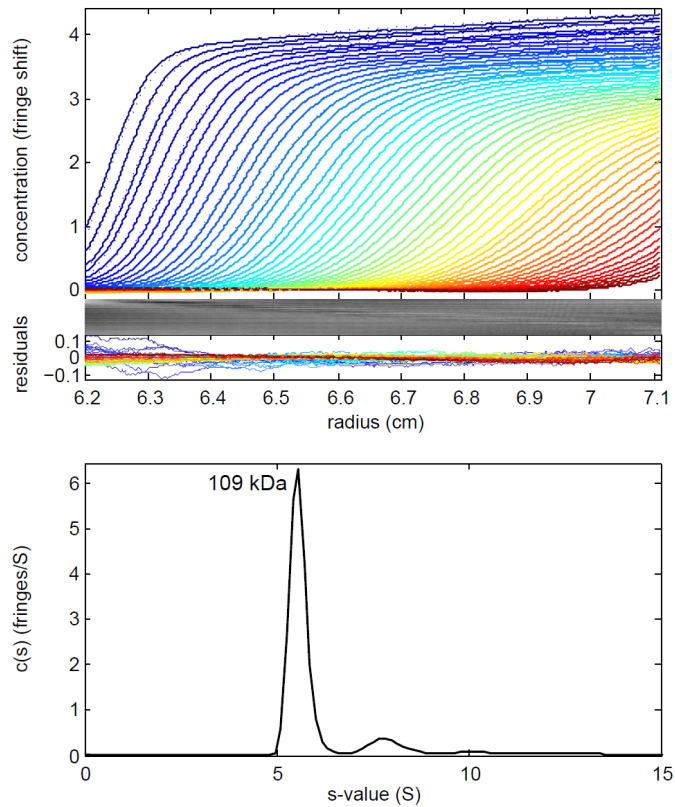 concentration (fringe shift)
4
3
2
1
0
residuals
0.1
0
−0.1
6.2 6.3 6.4 6.5 6.6 6.7 6.8 6.9 7 7.1
radius (cm)
109 kDa
c(s) (fringes/S)
6
5
4
3
2
1
0
0 5 10 15
s-value (S)